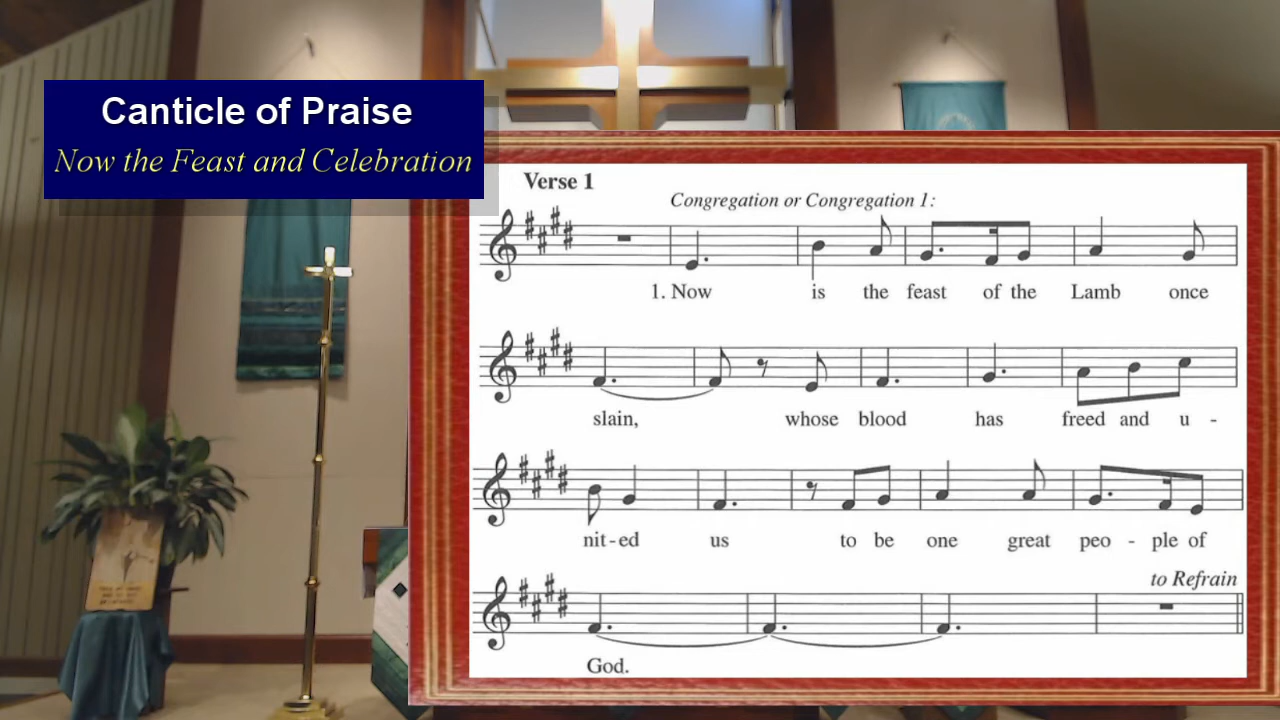 Canticle of Praise
Now the Feast and Celebration
Verse 1
Congregation or Congregation 1:
1. Now is the feast of the Lamb once
slain, whose blood has freed and u -
nit - ed us to be one great peo - ple of
to Refrain
God.